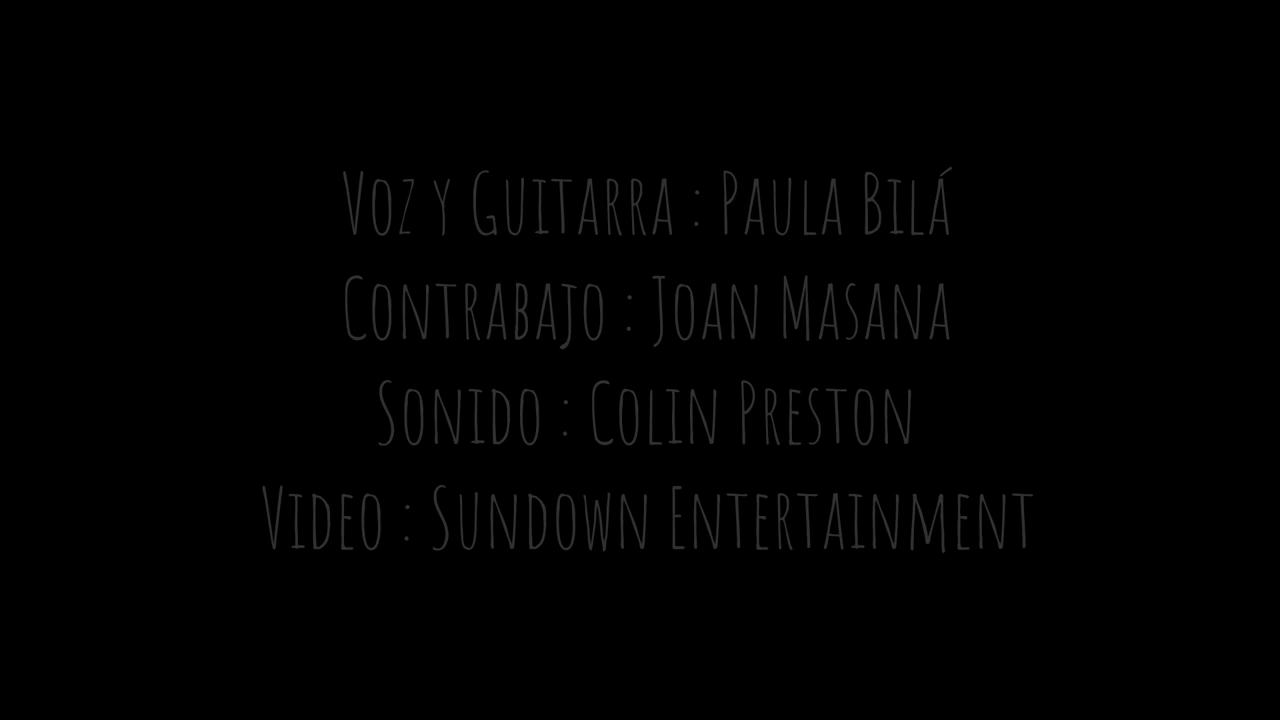 Voz y Guitarra : Paula Bilá
Contrabajo : Joan Masana
Sonido : Colin Preston
Video : Sundown Entertainment